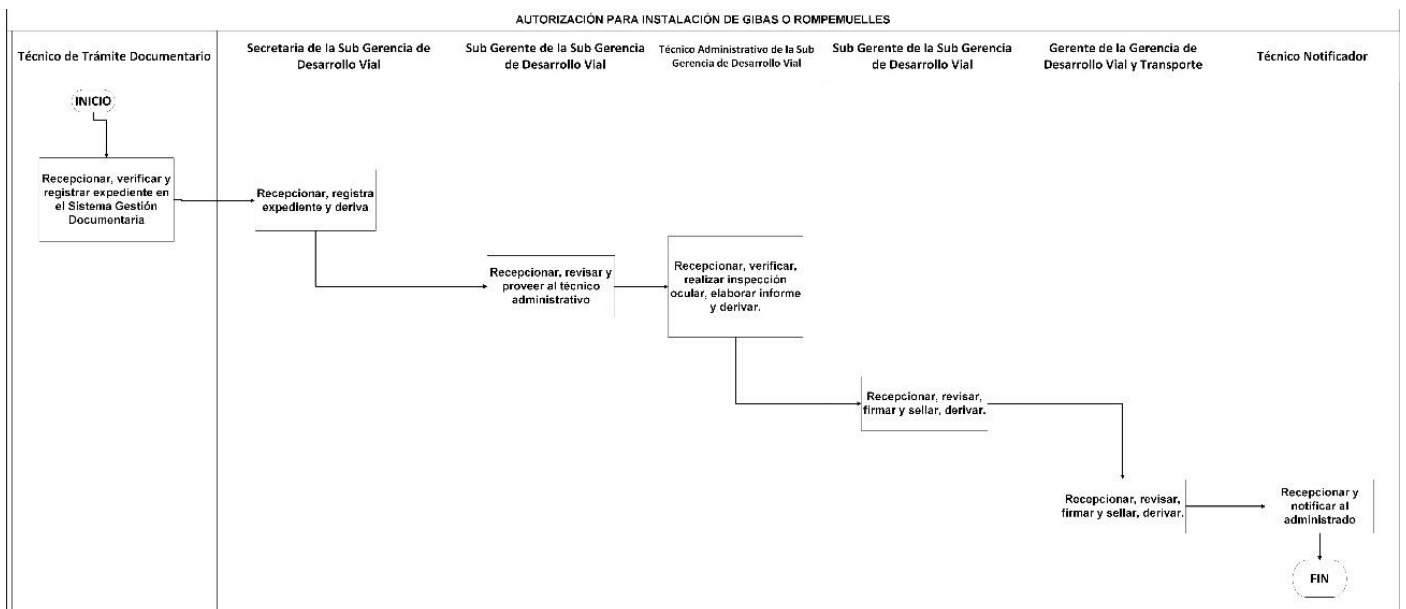 AUTORIZACIÓN PARA INSTALACIÓN DE GIBAS O ROMPEMUELLES
Técnico de Trámite Documentario
Secretaria de la Sub Gerencia de
Desarrollo Vial
Sub Gerente de la Sub Gerencia
de Desarrollo Vial
Técnico Administrativo de la Sub
Gerencia de Desarrollo Vial
Sub Gerente de la Sub Gerencia
de Desarrollo Vial
Gerente de la Gerencia de
Desarrollo Vial y Transporte
Técnico Notificador
INICIO
Recepcionar, verificar y
registrar expediente en
el Sistema Gestión
Documentaria
Recepcionar, registra
expediente y deriva
Recepcionar, revisar y
proveer al técnico
administrativo
Recepcionar, verificar,
realizar inspección
ocular, elaborar informe
y derivar.
Recepcionar, revisar,
firmar y sellar, derivar.
Recepcionar, revisar,
firmar y sellar, derivar.
Recepcionar y
notificar al
administrado
FIN